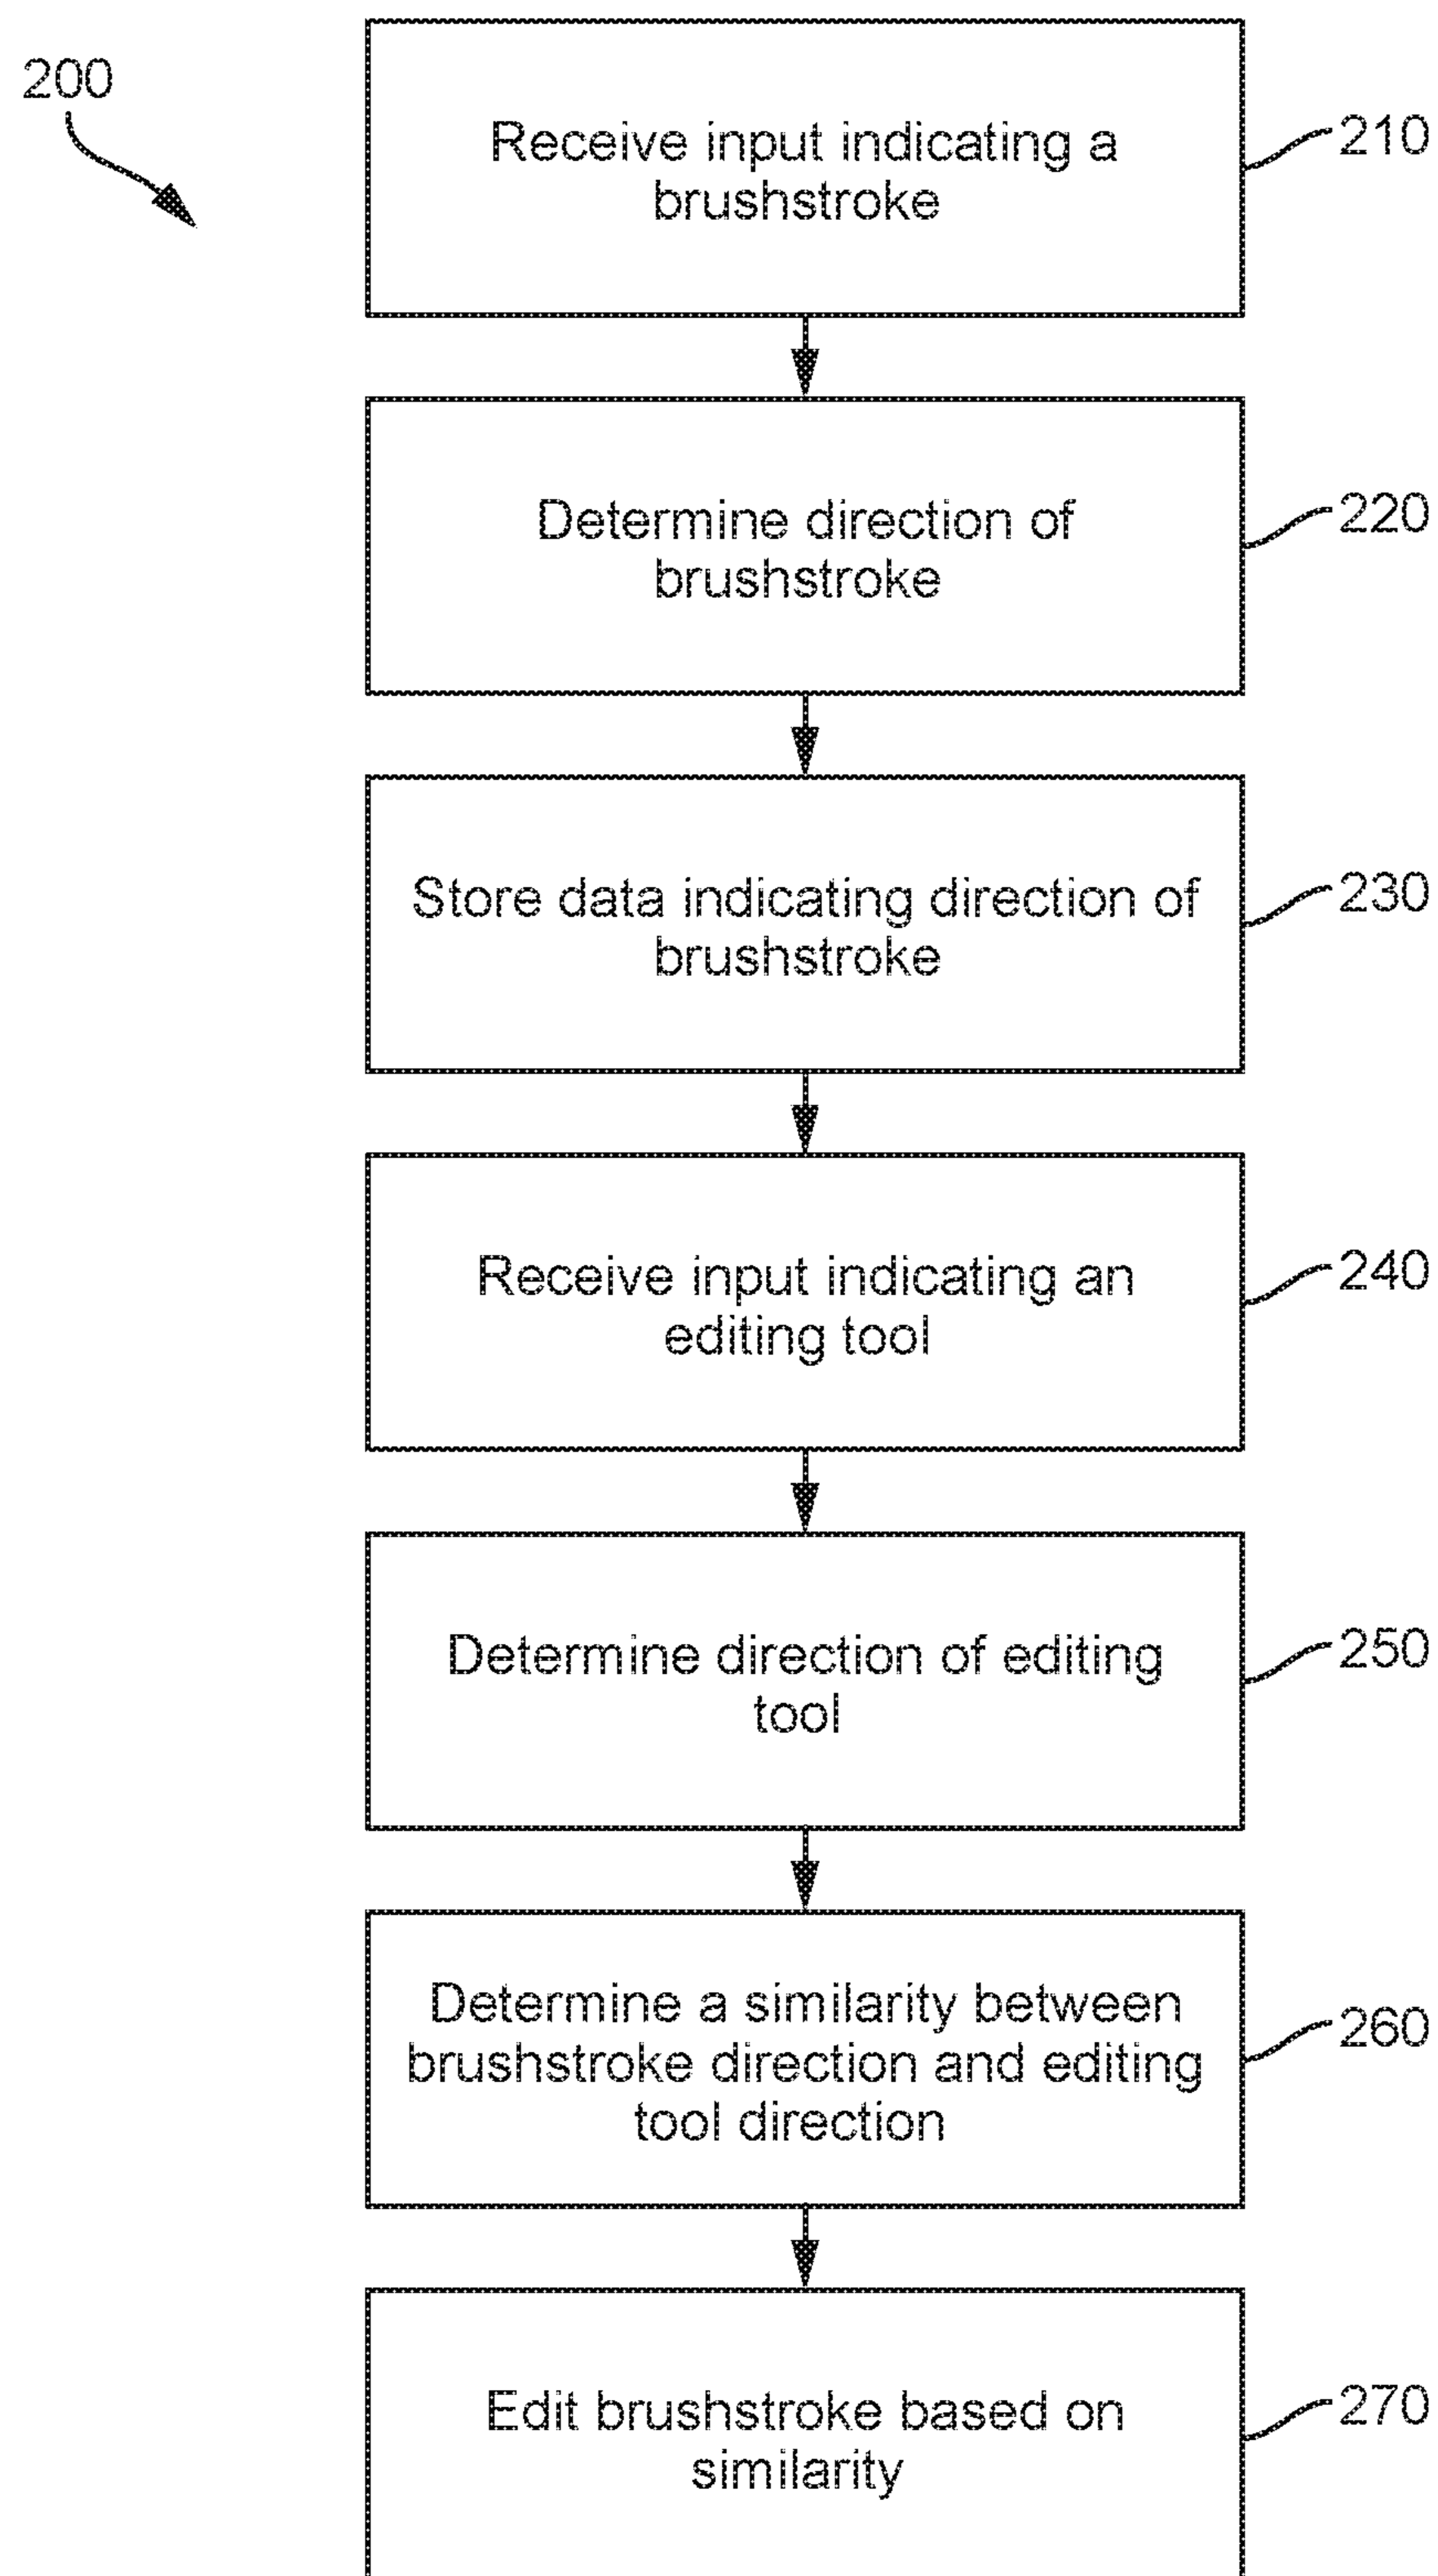 200
Receive input indicating a
brushstroke
210
Determine direction of
brushstroke
220
Store data indicating direction of
brushstroke
230
Receive input indicating an
editing tool
240
Determine direction of editing
tool
250
Determine a similarity between
brushstroke direction and editing
tool direction
260
Edit brushstroke based on
similarity
270